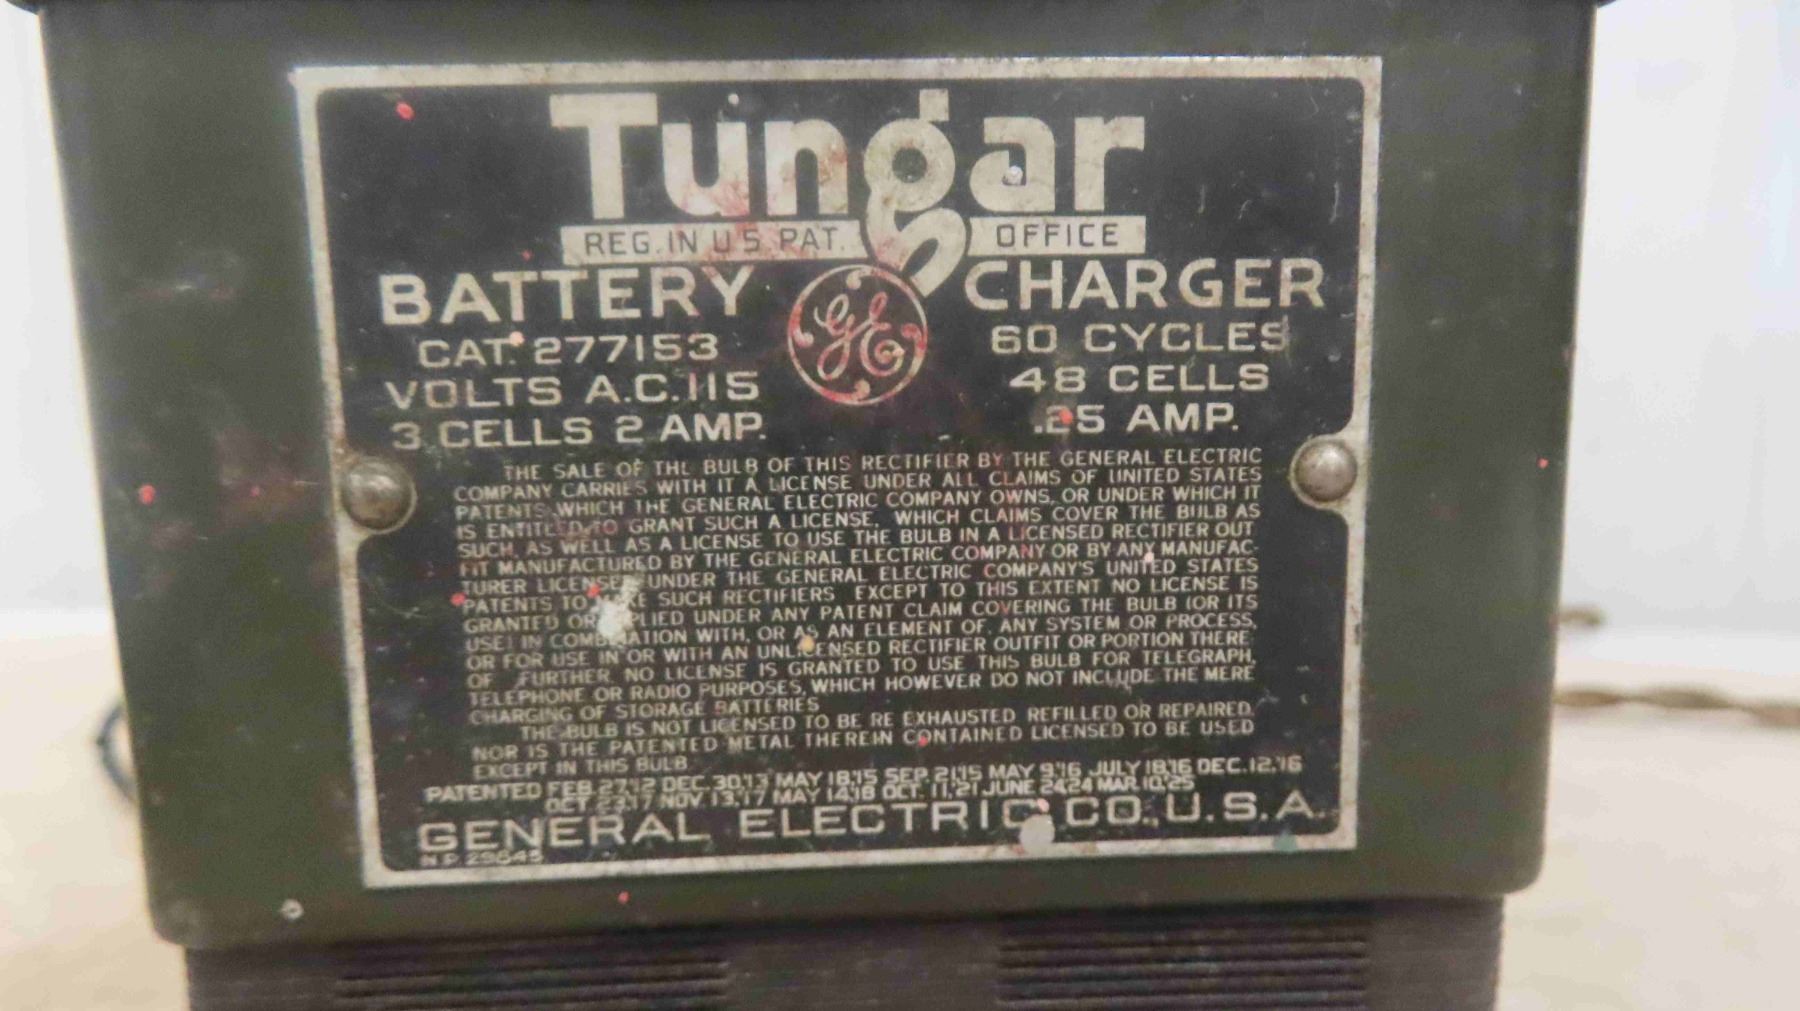 Tungar
REG. IN U S. PAT. OFFICE
BATTERY CHARGER
CAT. 277153
VOLTS A.C. 115
3 CELLS 2 AMP.
GE
60 CYCLES
48 CELLS
.25 AMP.
THE SALE OF THE BULB OF THIS RECTIFIER BY THE GENERAL ELECTRIC
COMPANY CARRIES WITH IT A LICENSE UNDER ALL CLAIMS OF UNITED STATES
PATENTS, WHICH THE GENERAL ELECTRIC COMPANY OWNS, OR UNDER WHICH IT
IS ENTITLED TO GRANT SUCH A LICENSE, WHICH CLAIMS COVER THE BULB AS
SUCH, AS WELL AS A LICENSE TO USE THE BULB IN A LICENSED RECTIFIER OUT
FIT MANUFACTURED BY THE GENERAL ELECTRIC COMPANY OR BY ANY MANUFAC-
TURER LICENSED UNDER THE GENERAL ELECTRIC COMPANY'S UNITED STATES
PATENTS TO SUCH RECTIFIERS. EXCEPT TO THIS EXTENT NO LICENSE IS
GRANTED OR UNDER ANY PATENT CLAIM COVERING THE BULB (OR ITS
USE) IN COMBINATION WITH, OR AS AN ELEMENT OF, ANY SYSTEM OR PROCESS,
OR FOR USE IN OR WITH AN UNLICENSED RECTIFIER OUTFIT OR PORTION THERE
OF. FURTHER, NO LICENSE IS GRANTED TO USE THIS BULB FOR TELEGRAPH,
TELEPHONE OR RADIO PURPOSES, WHICH HOWEVER DO NOT INCLUDE THE MERE
CHARGING OF STORAGE BATTERIES
THE BULB IS NOT LICENSED TO BE RE EXHAUSTED REFILLED OR REPAIRED,
NOR IS THE PATENTED METAL THEREIN CONTAINED LICENSED TO BE USED
EXCEPT IN THIS BULB
PATENTED FEB. 27,'12 DEC. 30,'13 MAY 18,'15 SEP. 21,'15 MAY 9,'16 JULY 18,'16 DEC. 12,'16
OCT. 23,'17 NOV. 13,'17 MAY 14,'18 OCT. 11,'21 JUNE 24,'24 MAR. 10,'25
GENERAL ELECTRIC CO., U.S.A.
N.P. 29645